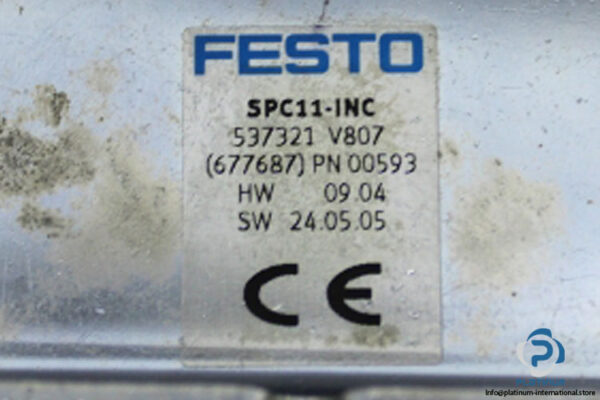 FESTO
SPC11-INC
537321 V807
(677687) PN 00593
HW 09.04
SW 24.05.05
CE
Info@platinum-international.store